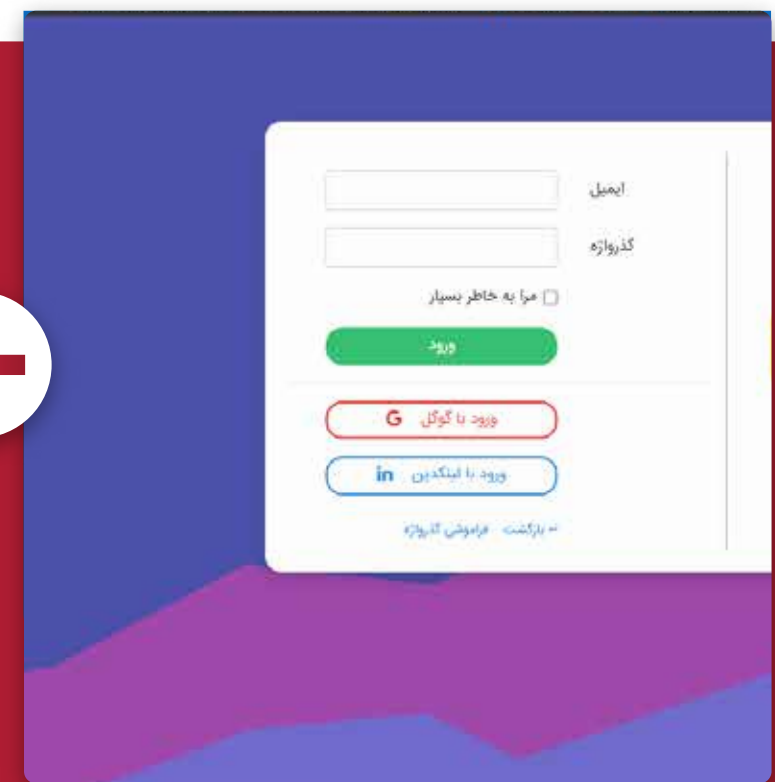 ایمیل
گذرواژه
مرا به خاطر بسپار
ورود
ورود با گوگل G
ورود با لینکدین in
بازگشت فراموشی گذرواژه